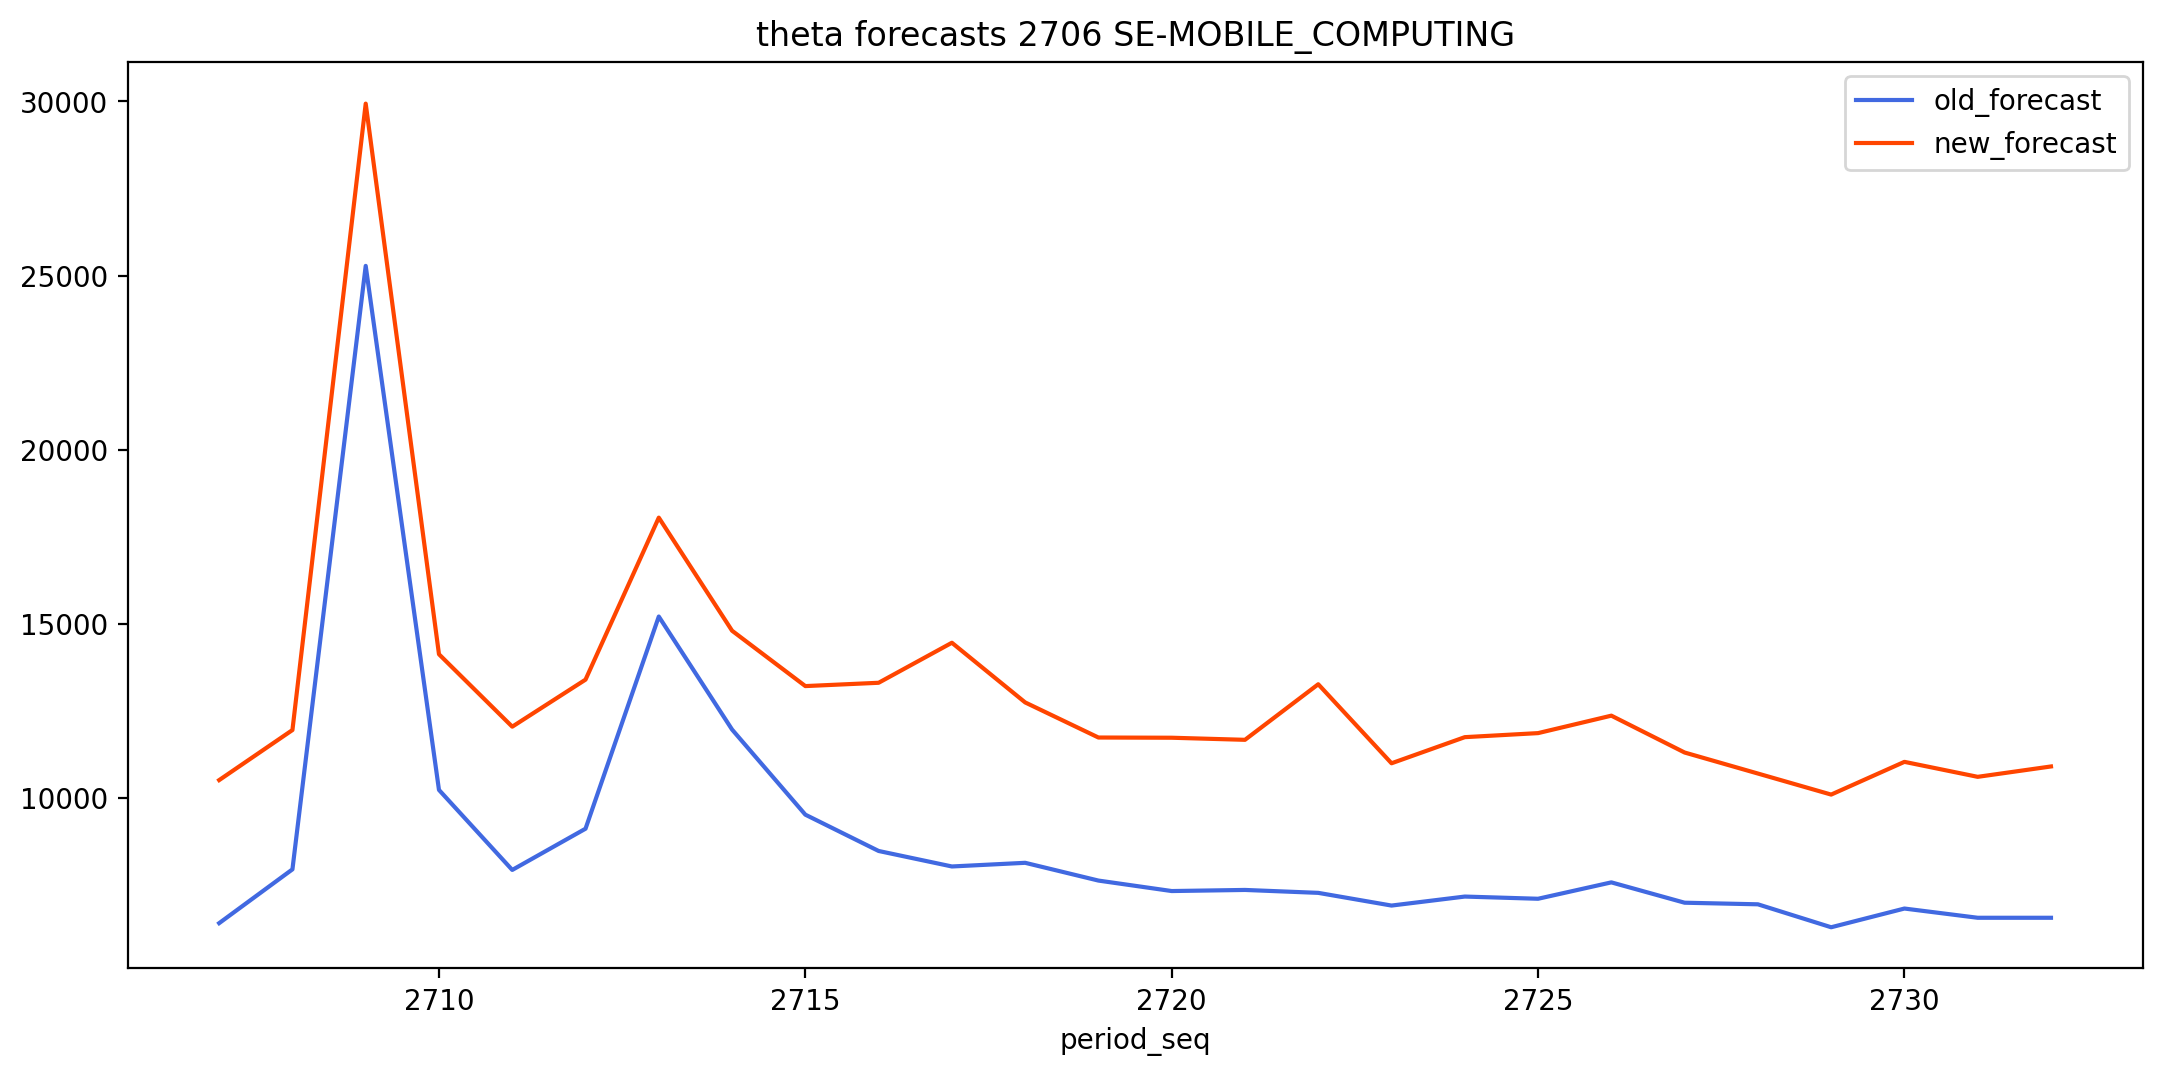 theta forecasts 2706 SE-MOBILE_COMPUTING
old_forecast
new_forecast
30000
25000
20000
15000
10000
2710 2715 2720 2725 2730
period_seq